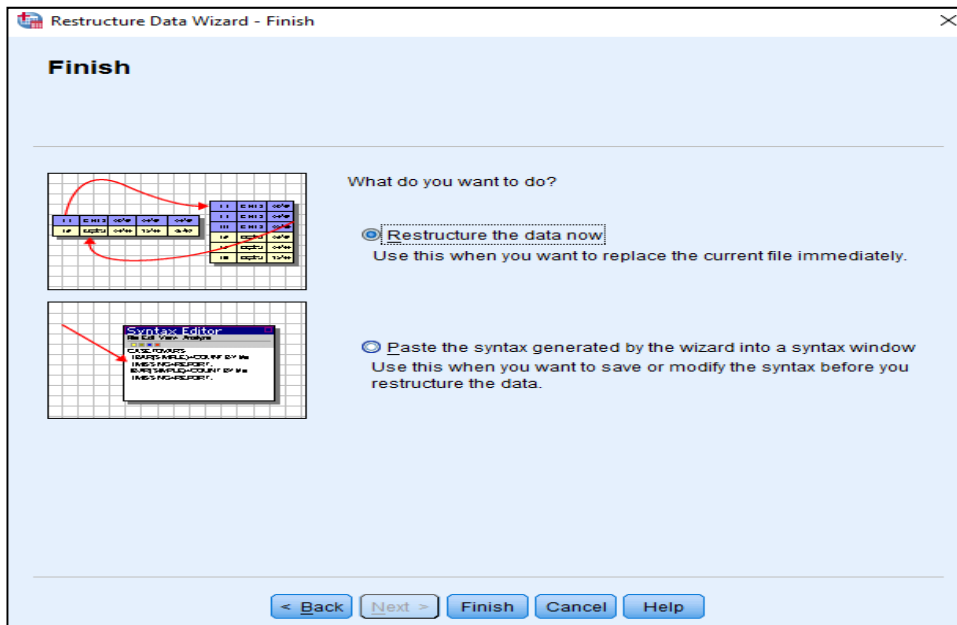 Restructure Data Wizard - Finish
Finish
What do you want to do?
Restructure the data now
Use this when you want to replace the current file immediately.
Syntax Editor
Paste the syntax generated by the wizard into a syntax window
Use this when you want to save or modify the syntax before you
restructure the data.
< Back
Next >
Finish
Cancel
Help